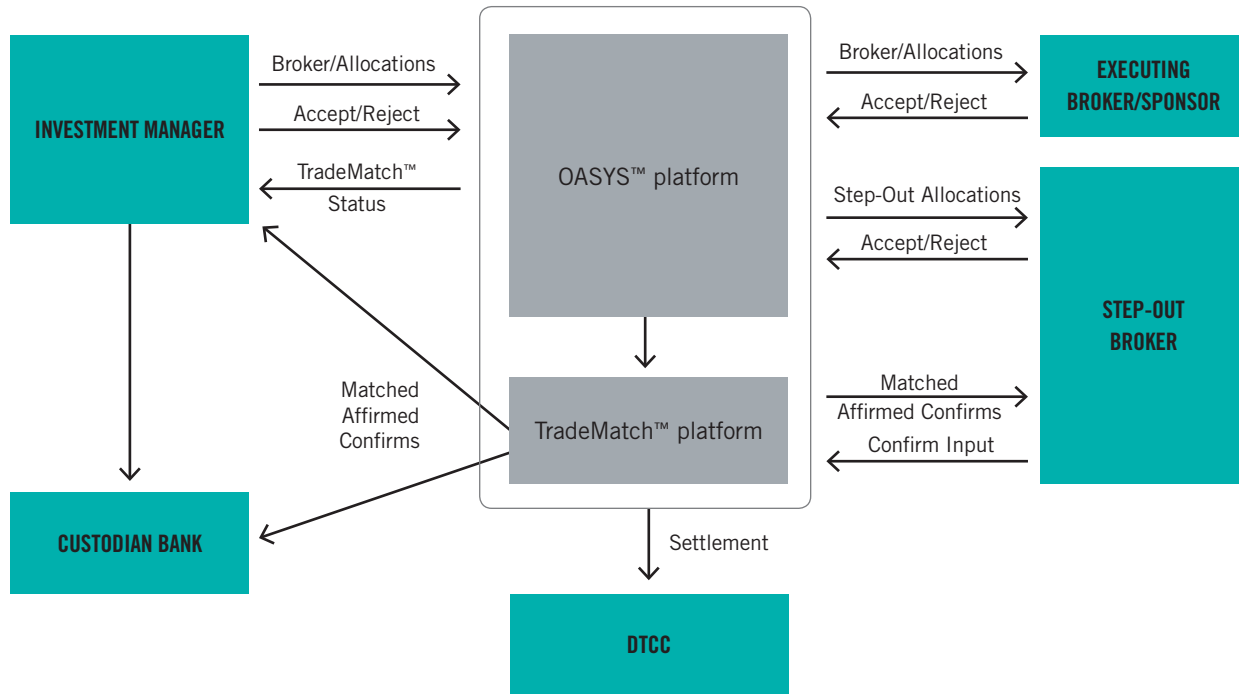 INVESTMENT MANAGER
Broker/Allocations
Accept/Reject
TradeMatch™
Status
OASYS™ platform
TradeMatch™ platform
Broker/Allocations
Accept/Reject
EXECUTING
BROKER/SPONSOR
Step-Out Allocations
Accept/Reject
STEP-OUT
BROKER
Matched
Affirmed Confirms
Confirm Input
Matched
Affirmed
Confirms
CUSTODIAN BANK
Settlement
DTCC